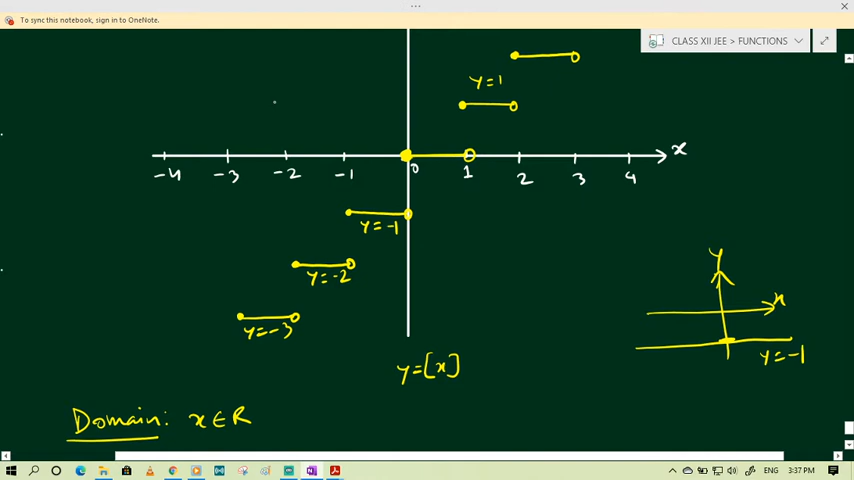 To sync this notebook, sign in to OneNote.
CLASS XII JEE > FUNCTIONS
y=1
x
-4 -3 -2 -1 0 1 2 3 4
y=-1
y=-2
y=-3
y
x
y=-1
y=[x]
Domain: x∈R
ENG 3:37 PM